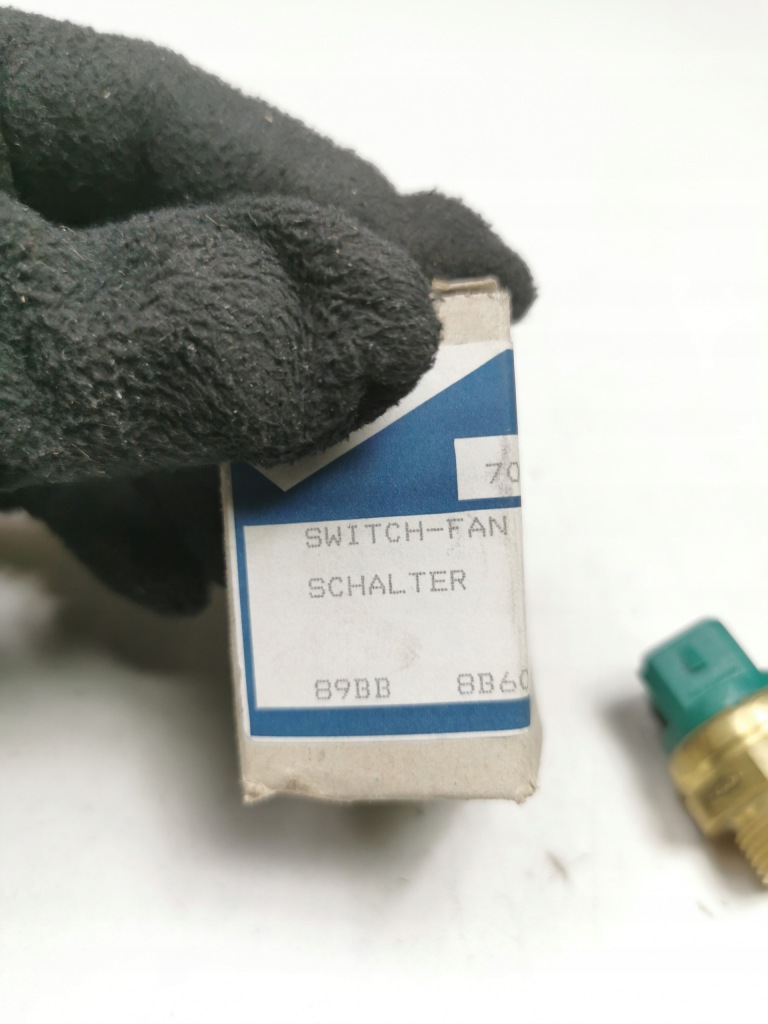 70
SWITCH-FAN
SCHALTER
89BB 8B60